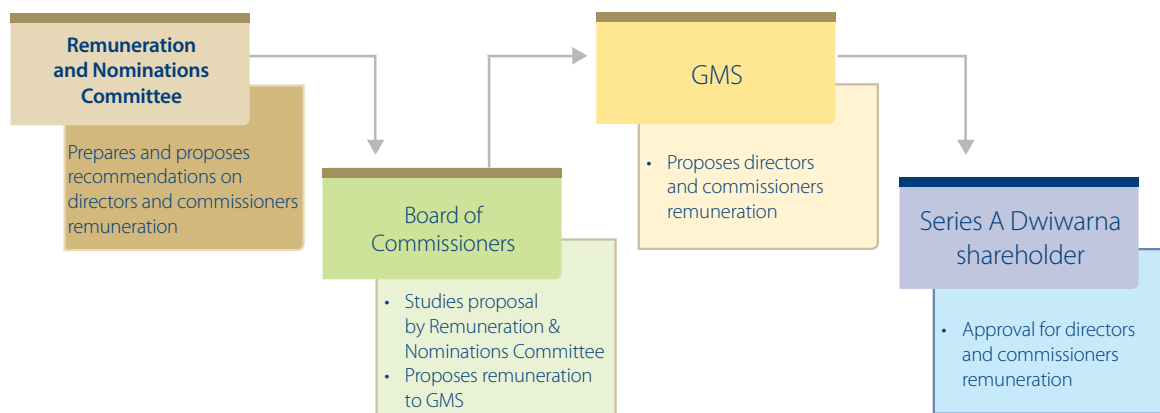 Remuneration
and Nominations
Committee
Prepares and proposes
recommendations on
directors and commissioners
remuneration
Board of
Commissioners
• Studies proposal
by Remuneration &
Nominations Committee
• Proposes remuneration
to GMS
GMS
• Proposes directors
and commissioners
remuneration
Series A Dwiwarna
shareholder
• Approval for directors
and commissioners
remuneration